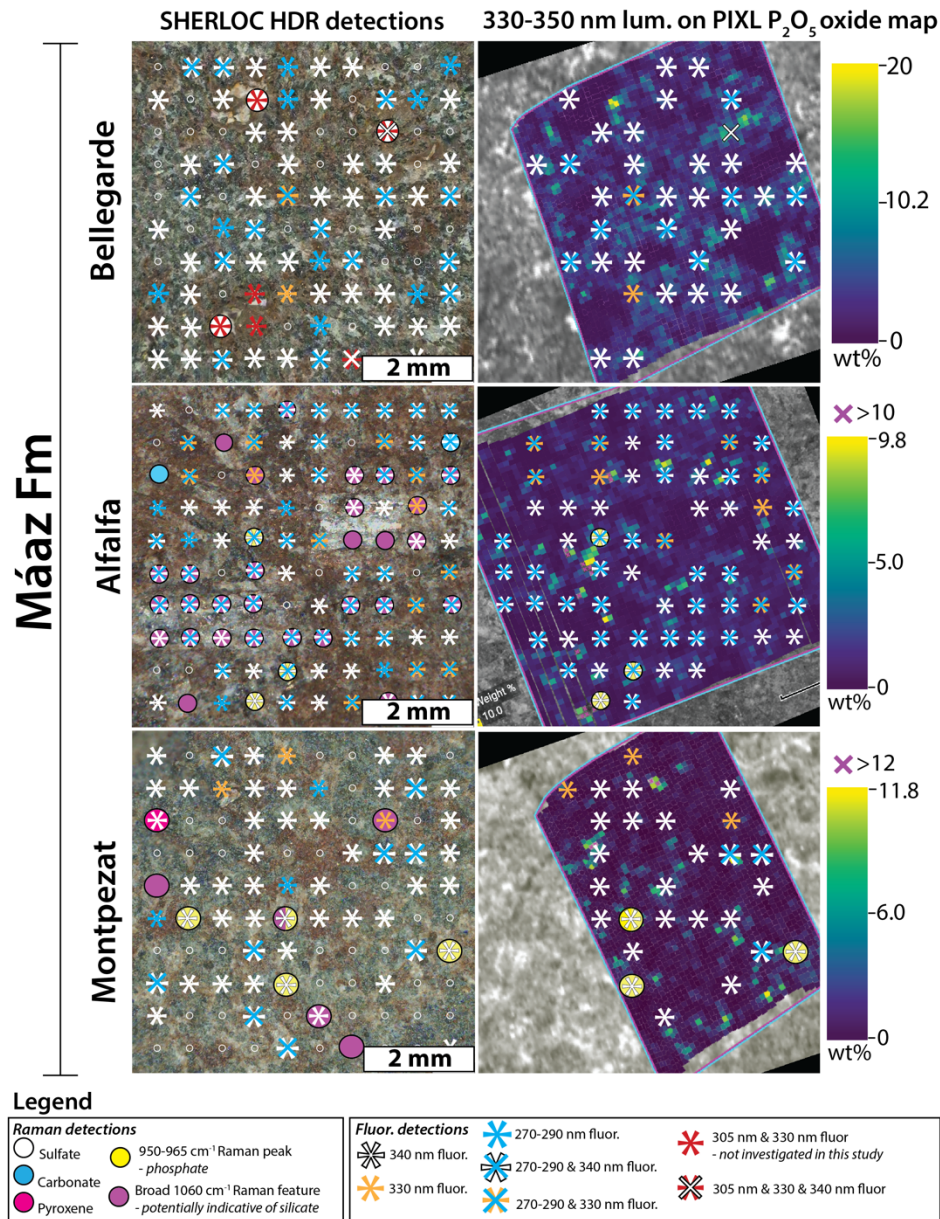 SHERLOC HDR detections
330-350 nm lum. on PIXL P₂O₅ oxide map
Máaz Fm
Bellegarde
2 mm
20
10.2
0
wt%
Alfalfa
2 mm
Weight %
10.0
>10
9.8
5.0
0
wt%
Montpezat
2 mm
>12
11.8
6.0
0
wt%
Legend
Raman detections
Sulfate
Carbonate
Pyroxene
950-965 cm⁻¹ Raman peak
- phosphate
Broad 1060 cm⁻¹ Raman feature
- potentially indicative of silicate
Fluor. detections
340 nm fluor.
330 nm fluor.
270-290 nm fluor.
270-290 & 340 nm fluor.
270-290 & 330 nm fluor.
305 nm & 330 nm fluor
- not investigated in this study
305 nm & 330 & 340 nm fluor